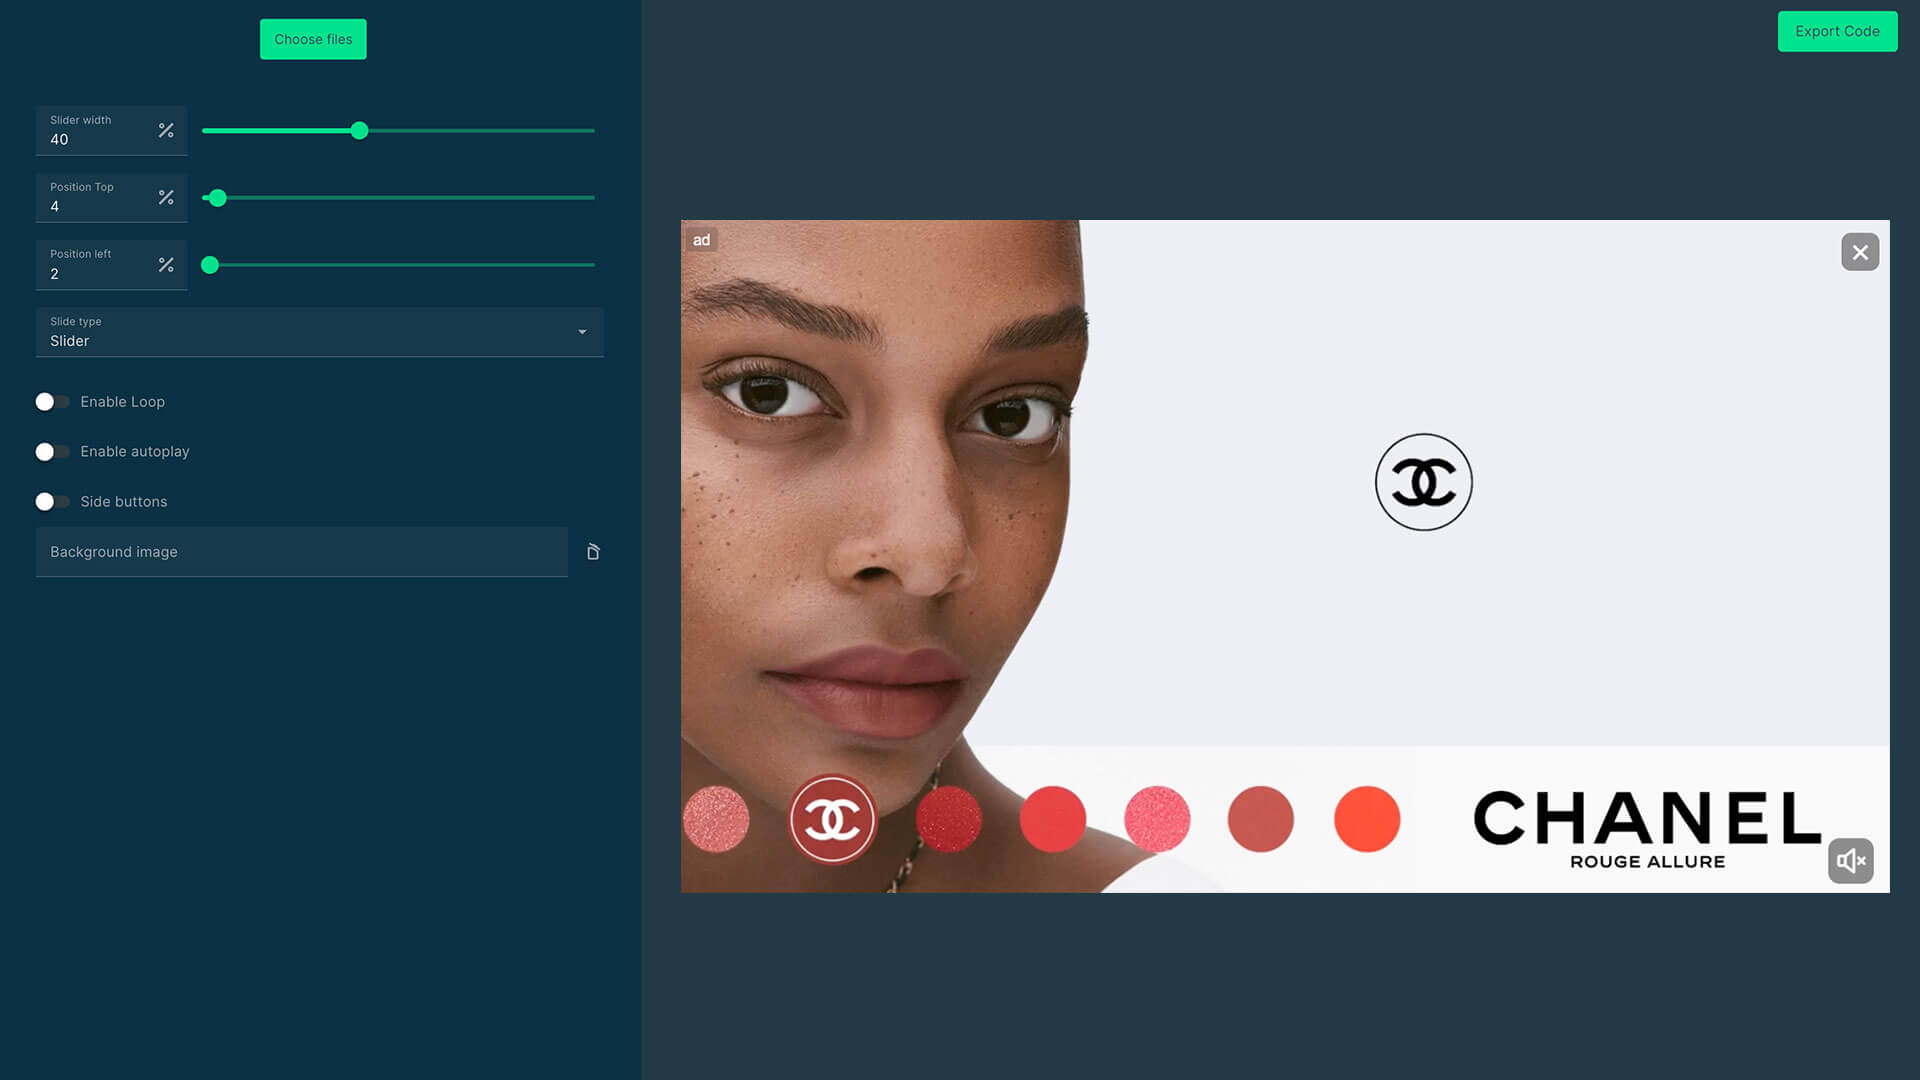 Choose files
Export Code
Slider width
40 %
Position Top
4 %
Position left
2 %
Slide type
Slider
Enable Loop
Enable autoplay
Side buttons
Background image
ad
CHANEL
ROUGE ALLURE